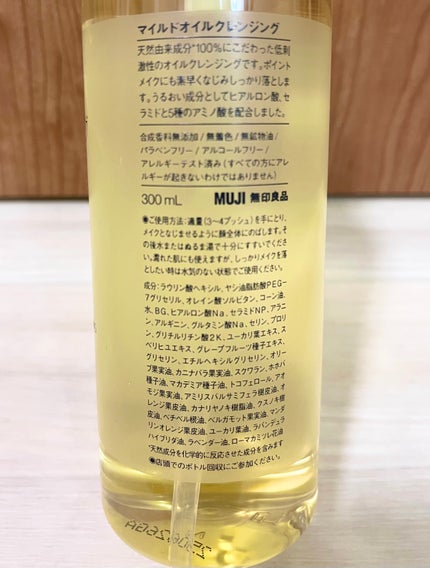 マイルドオイルクレンジング
天然由来成分*100%にこだわった低刺
激性のオイルクレンジングです。ポイント
メイクにも素早くなじみしっかり落としま
す。うるおい成分としてヒアルロン酸、セ
ラミドと5種のアミノ酸を配合しました。
合成香料無添加/無着色/無鉱物油/
パラベンフリー/アルコールフリー/
アレルギーテスト済み(すべての方にアレ
ルギーが起きないわけではありません)
300mL MUJI 無印良品
●ご使用方法:適量(3〜4プッシュ)を手にとり、
メイクとなじませるように顔全体にのばします。そ
の後水またはぬるま湯で十分にすすいでくださ
い。濡れた肌にも使えますが、しっかりメイクを落
としたい時は水気のない状態でご使用ください。
成分:ラウリン酸ヘキシル、ヤシ油脂肪酸PEG-
7グリセリル、オレイン酸ソルビタン、コーン油、
水、BG、ヒアルロン酸Na、セラミドNP、アラニ
ン、アルギニン、グルタミン酸Na、セリン、プロリ
ン、グリチルリチン酸2K、ユーカリ葉エキス、ス
ベリヒユエキス、グレープフルーツ種子エキス、
グリセリン、エチルヘキシルグリセリン、オリー
ブ果実油、カニナバラ果実油、スクワラン、ホホバ
種子油、マカデミア種子油、トコフェロール、アオ
モジ果実油、アミリスバルサミフェラ樹皮油、オ
レンジ果皮油、カナリヤノキ樹脂油、クスノキ樹
皮油、ベチベル根油、ベルガモット果実油、マンダ
リンオレンジ果皮油、ユーカリ葉油、ラバンデュラ
ハイブリダ油、ラベンダー油、ローマカミツレ花油
*天然成分を化学的に反応させた成分を含みます
●店頭でのボトル回収にご参加ください。